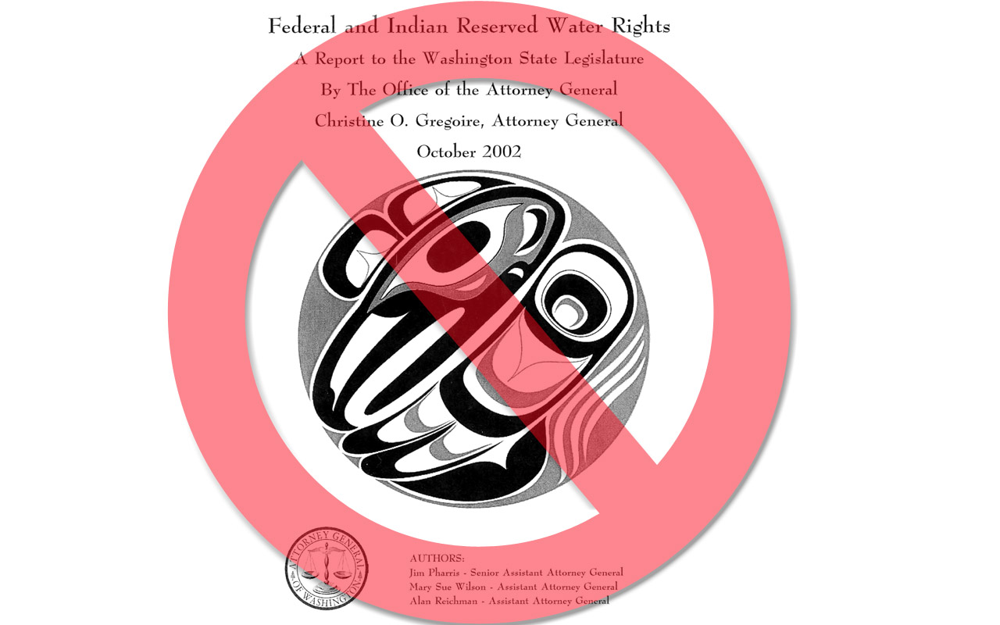 Federal and Indian Reserved Water Rights
A Report to the Washington State Legislature
By The Office of the Attorney General
Christine O. Gregoire, Attorney General
October 2002
ATTORNEY GENERAL
OF WASHINGTON
AUTHORS:
Jim Pharris - Senior Assistant Attorney General
Mary Sue Wilson - Assistant Attorney General
Alan Reichman - Assistant Attorney General